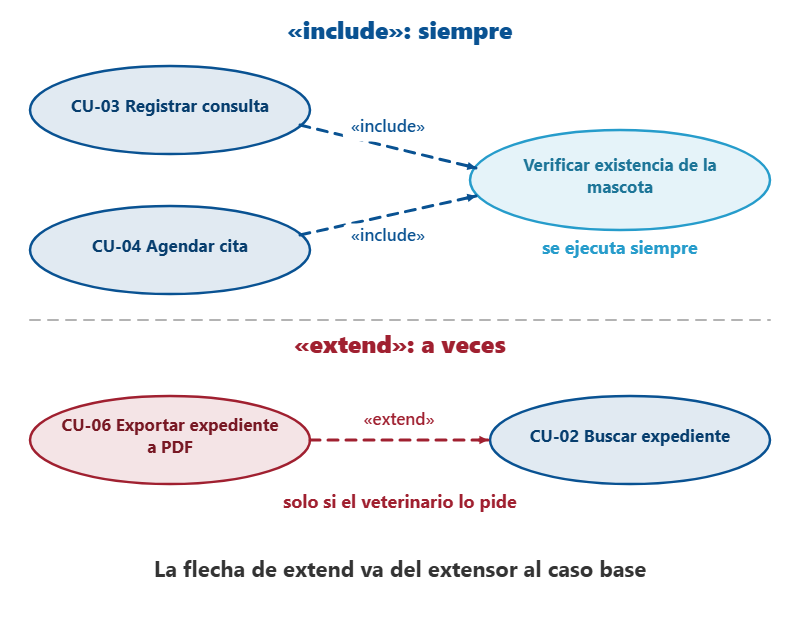 «include»: siempre
CU-03 Registrar consulta
«include»
Verificar existencia de la
mascota
CU-04 Agendar cita
«include»
se ejecuta siempre
«extend»: a veces
CU-06 Exportar expediente
a PDF
«extend»
CU-02 Buscar expediente
solo si el veterinario lo pide
La flecha de extend va del extensor al caso base